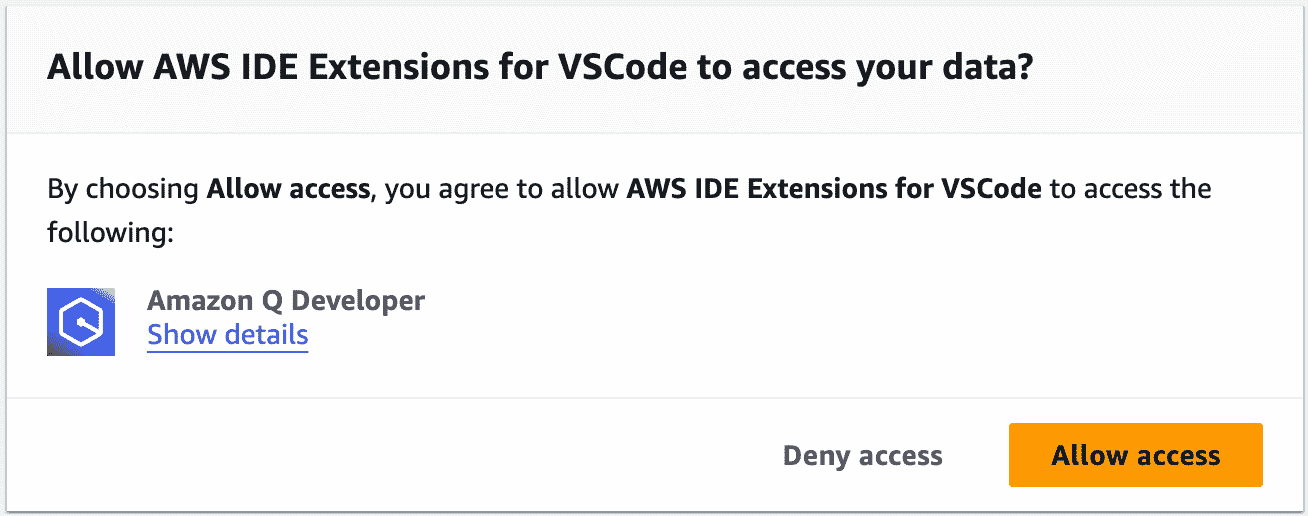 Allow AWS IDE Extensions for VSCode to access your data?
By choosing Allow access, you agree to allow AWS IDE Extensions for VSCode to access the
following:
Amazon Q Developer
Show details
Deny access
Allow access